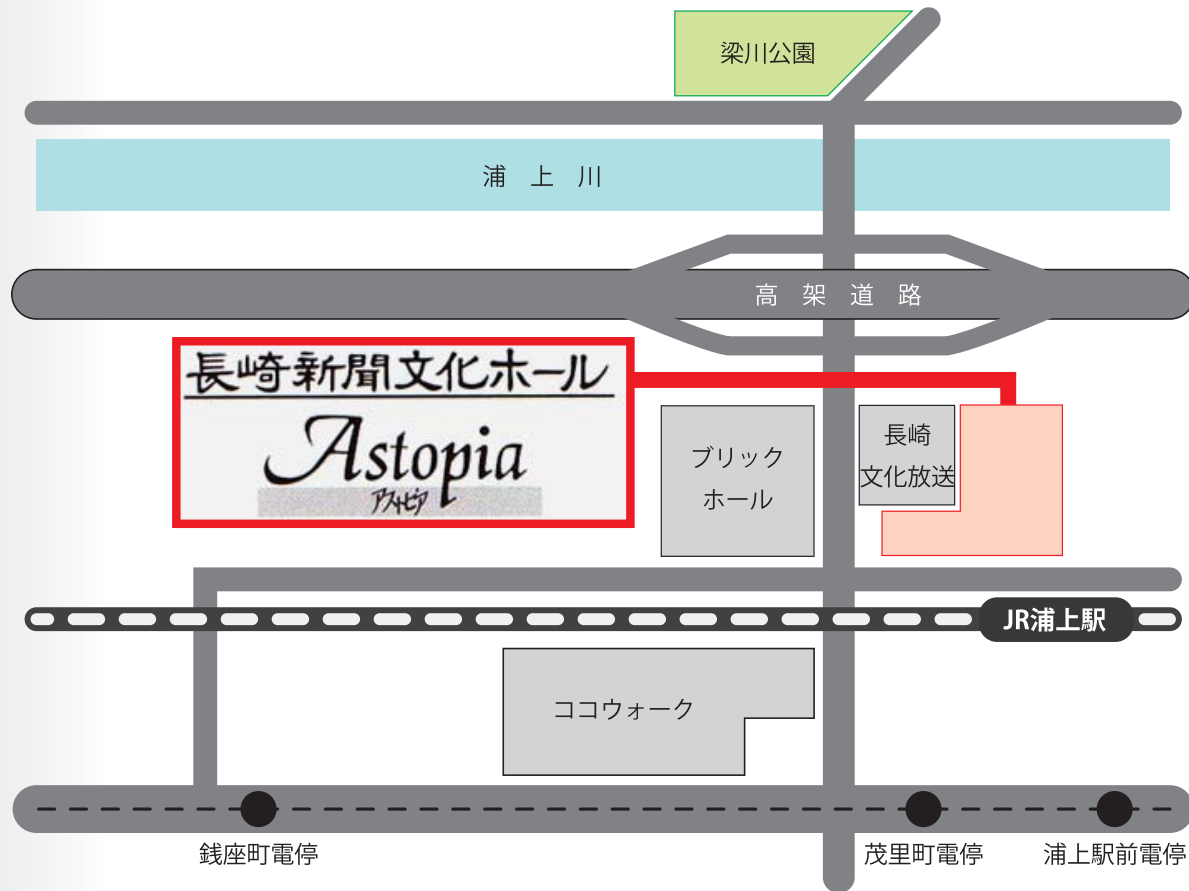 梁川公園
浦上川
高架道路
長崎新聞文化ホール
Astopia
アストピア
ブリック
ホール
長崎
文化放送
JR浦上駅
ココウォーク
銭座町電停
茂里町電停
浦上駅前電停